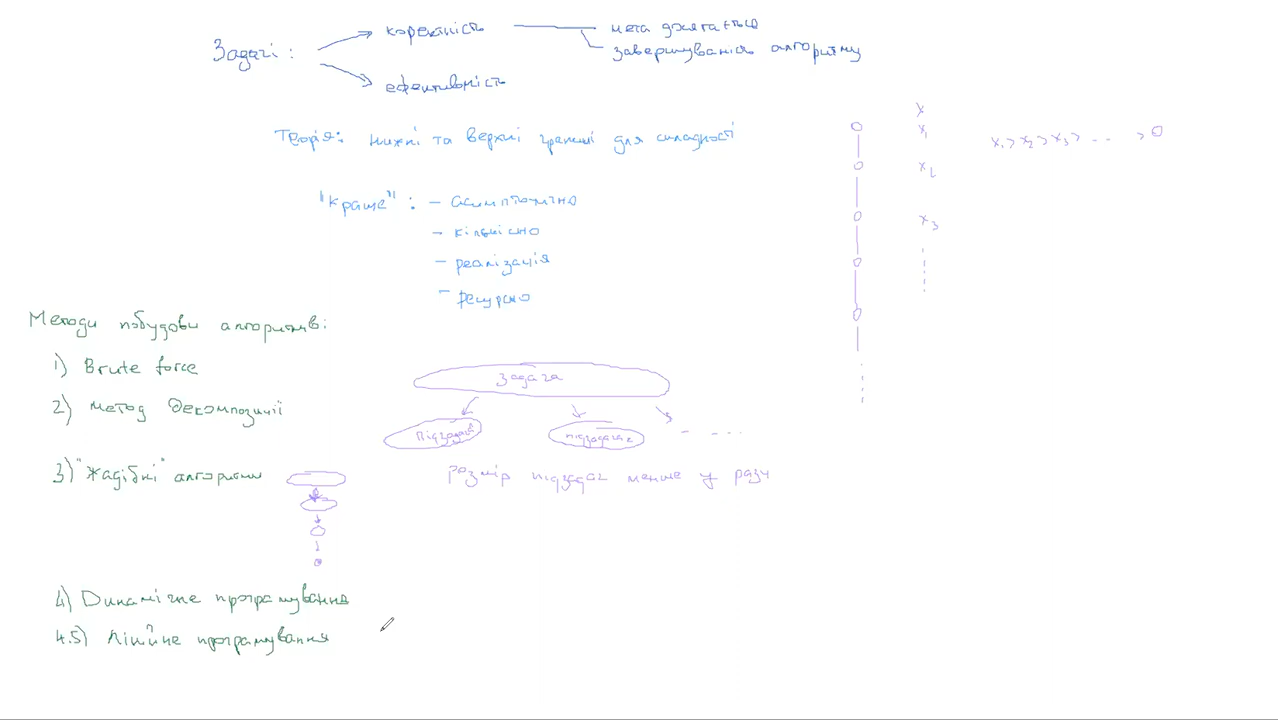 Задачі:
коректність
мета досягається
завершуваність алгоритму
ефективність
Теорія: нижні та верхні границі для складності
"Краще": - асимптотично
- кількісно
- реалізація
- ресурсно
x
x₁
x₂
x₃
x₁ > x₂ > x₃ > ... > 0
Методи побудови алгоритмів:
1) Brute force
2) метод декомпозиції
3) "Жадібні" алгоритми
задача
підзадача
підзадача
розмір підзадач менше у рази
4) Динамічне програмування
4.5) Лінійне програмування